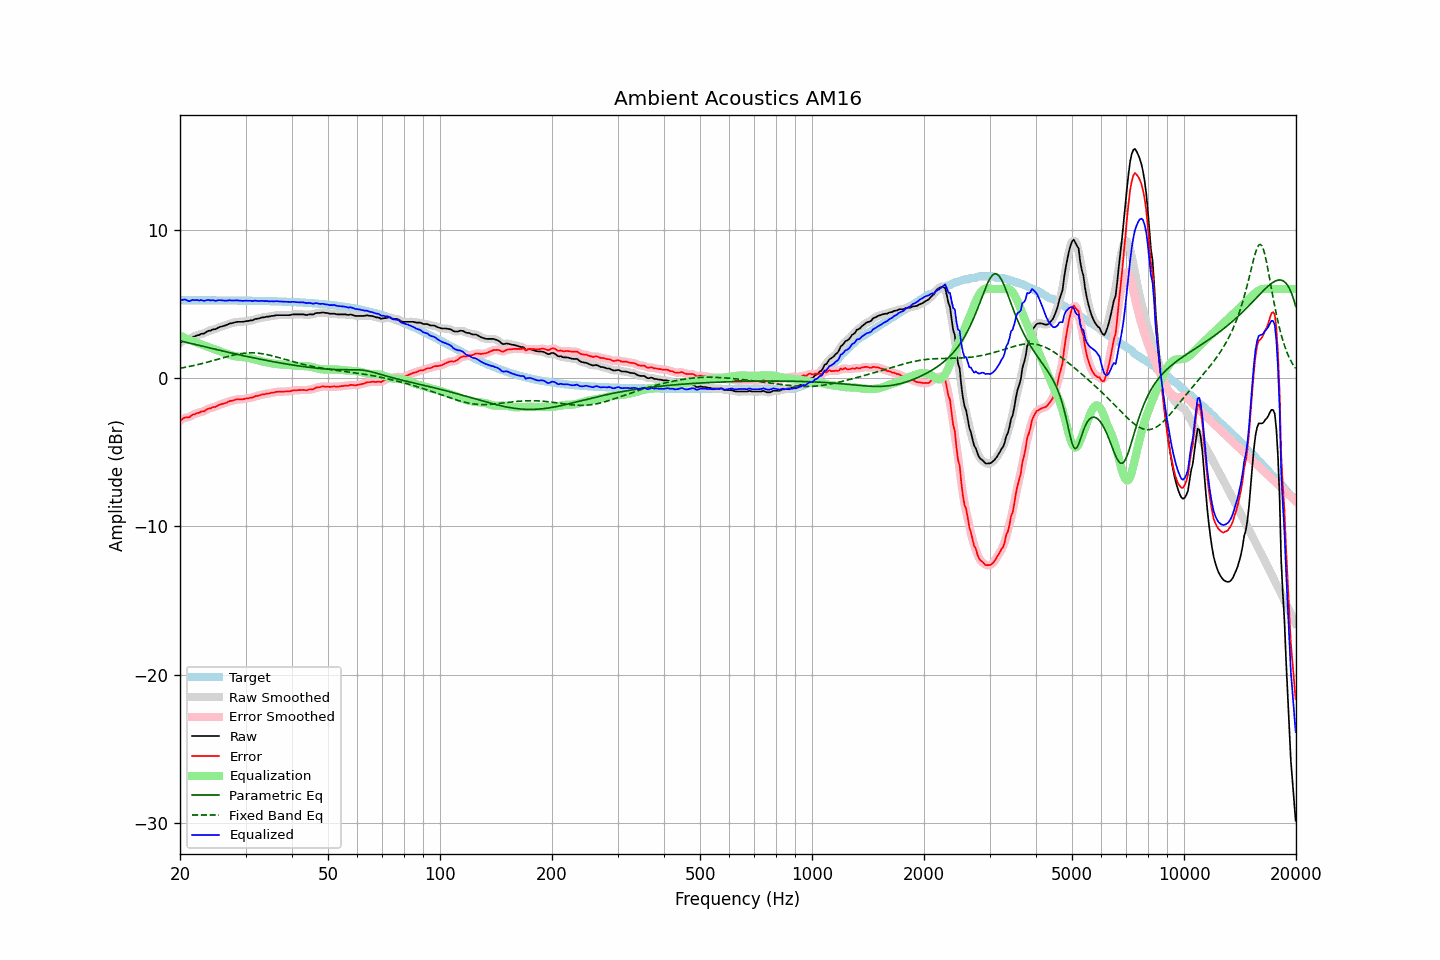 Ambient Acoustics AM16
Amplitude (dBr)
10
0
−10
−20
−30
Target
Raw Smoothed
Error Smoothed
Raw
Error
Equalization
Parametric Eq
Fixed Band Eq
Equalized
20 50 100 200 500 1000 2000 5000 10000 20000
Frequency (Hz)